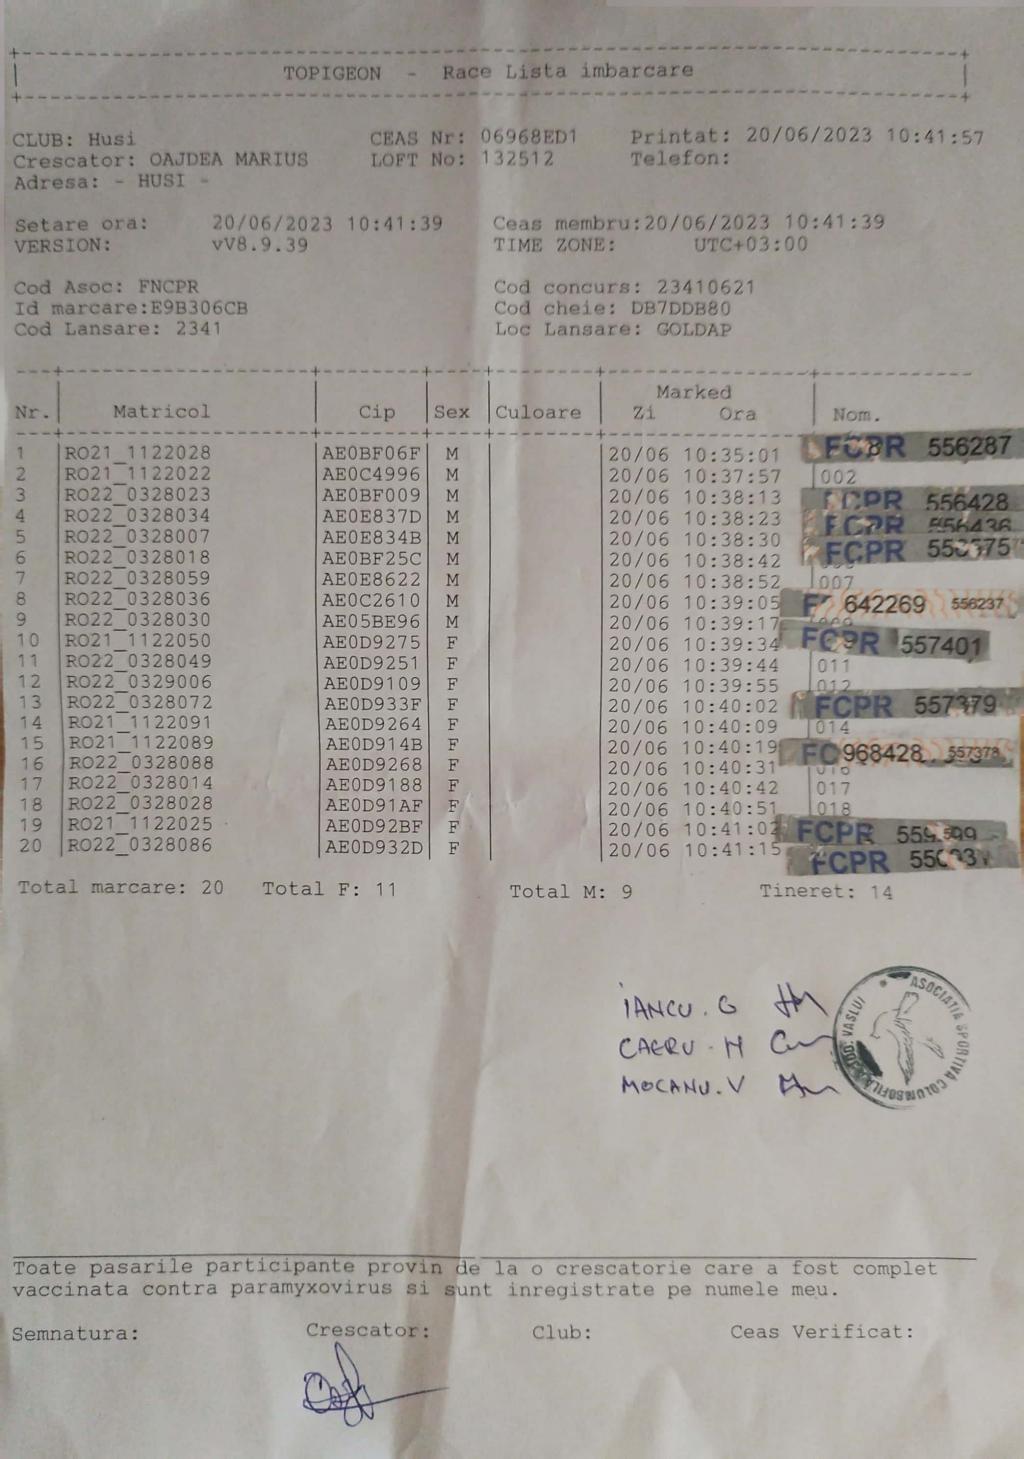 TOPIGEON - Race Lista imbarcare
CLUB: Husi CEAS Nr: 06968ED1 Printat: 20/06/2023 10:41:57
Crescator: OAJDEA MARIUS LOFT No: 132512 Telefon:
Adresa: - HUSI -
Setare ora: 20/06/2023 10:41:39 Ceas membru:20/06/2023 10:41:39
VERSION: vV8.9.39 TIME ZONE: UTC+03:00
Cod Asoc: FNCPR Cod concurs: 23410621
Id marcare:E9B306CB Cod cheie: DB7DDB80
Cod Lansare: 2341 Loc Lansare: GOLDAP
Marked
Nr. Matricol Cip Sex Culoare Zi Ora Nom.
1 RO21_1122028 AE0BF06F M 20/06 10:35:01 FCPR 556287
2 RO21_1122022 AE0C4996 M 20/06 10:37:57 002
3 RO22_0328023 AE0BF009 M 20/06 10:38:13 FCPR 556428
4 RO22_0328034 AE0E837D M 20/06 10:38:23 FCPR 556436
5 RO22_0328007 AE0E834B M 20/06 10:38:30 FCPR
6 RO22_0328018 AE0BF25C M 20/06 10:38:42
7 RO22_0328059 AE0E8622 M 20/06 10:38:52 007
8 RO22_0328036 AE0C2610 M 20/06 10:39:05 642269 556237
9 RO22_0328030 AE05BE96 M 20/06 10:39:17
10 RO21_1122050 AE0D9275 F 20/06 10:39:34 FCPR 557401
11 RO22_0328049 AE0D9251 F 20/06 10:39:44 011
12 RO22_0329006 AE0D9109 F 20/06 10:39:55 012
13 RO22_0328072 AE0D933F F 20/06 10:40:02 FCPR 557379
14 RO21_1122091 AE0D9264 F 20/06 10:40:09 014
15 RO21_1122089 AE0D914B F 20/06 10:40:19 FC 968428 557378
16 RO22_0328088 AE0D9268 F 20/06 10:40:31 016
17 RO22_0328014 AE0D9188 F 20/06 10:40:42 017
18 RO22_0328028 AE0D91AF F 20/06 10:40:51 018
19 RO21_1122025 AE0D92BF F 20/06 10:41:02 FCPR
20 RO22_0328086 AE0D932D F 20/06 10:41:15 FCPR
Total marcare: 20 Total F: 11 Total M: 9 Tineret: 14
IANCU. G
CAERU. M
MOCANU. V
ASOCIATIA SPORTIVA COLUMBOFILA JUD. VASLUI
Toate pasarile participante provin de la o crescatorie care a fost complet
vaccinata contra paramyxovirus si sunt inregistrate pe numele meu.
Semnatura: Crescator: Club: Ceas Verificat: